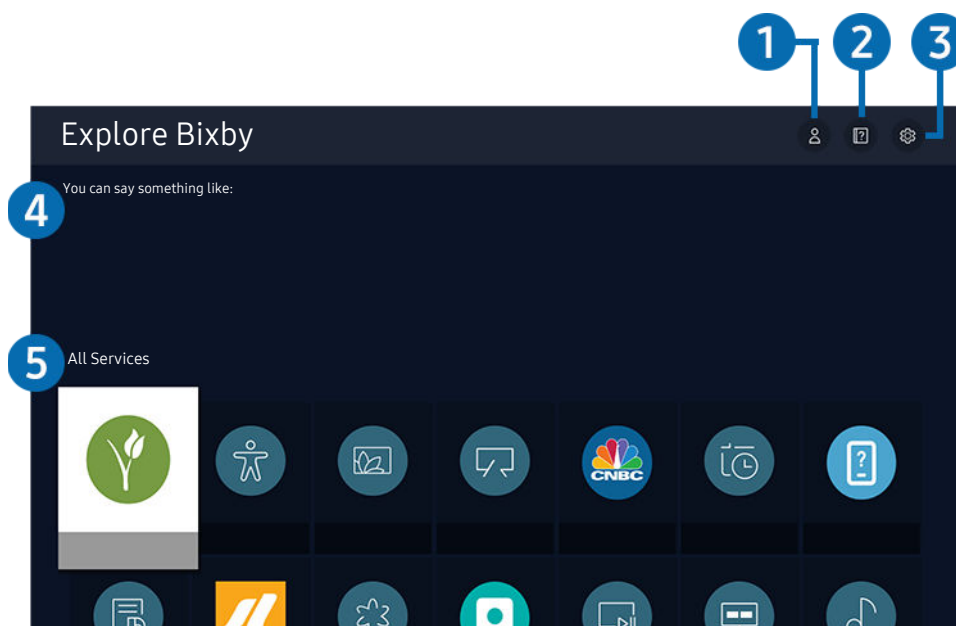 1 2 3
Explore Bixby
4
You can say something like:
5
All Services
CNBC
?